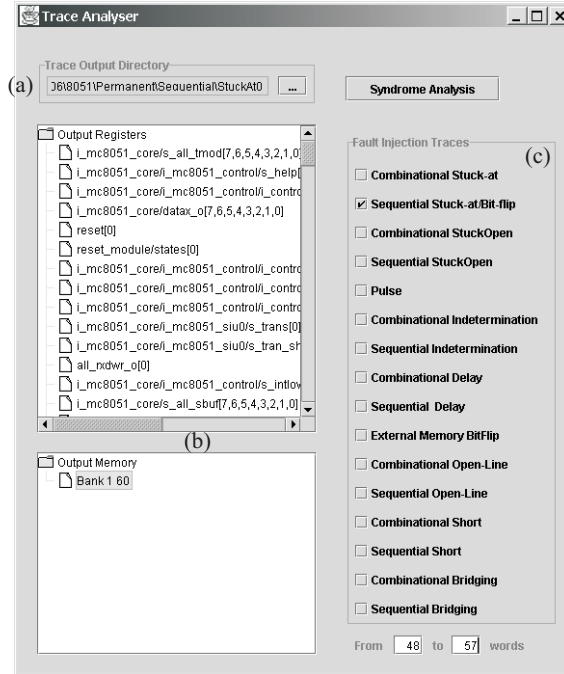 Trace Analyser
Trace Output Directory
(a)
06\8051\Permanent\Sequential\StuckAt0
...
Syndrome Analysis
Output Registers
i_mc8051_core/s_all_tmod[7,6,5,4,3,2,1,0]
i_mc8051_core/i_mc8051_control/s_help[
i_mc8051_core/i_mc8051_control/i_contro
i_mc8051_core/datax_o[7,6,5,4,3,2,1,0]
reset[0]
reset_module/states[0]
i_mc8051_core/i_mc8051_control/i_contro
i_mc8051_core/i_mc8051_control/i_contro
i_mc8051_core/i_mc8051_control/i_contro
i_mc8051_core/i_mc8051_siu0/s_trans[0]
i_mc8051_core/i_mc8051_siu0/s_tran_sh
all_rxdwr_o[0]
i_mc8051_core/i_mc8051_control/s_intlow
i_mc8051_core/s_all_sbuf[7,6,5,4,3,2,1,0]
(b)
Output Memory
Bank 1 60
Fault Injection Traces
(c)
Combinational Stuck-at
Sequential Stuck-at/Bit-flip
Combinational StuckOpen
Sequential StuckOpen
Pulse
Combinational Indetermination
Sequential Indetermination
Combinational Delay
Sequential Delay
External Memory BitFlip
Combinational Open-Line
Sequential Open-Line
Combinational Short
Sequential Short
Combinational Bridging
Sequential Bridging
From 48 to 57 words